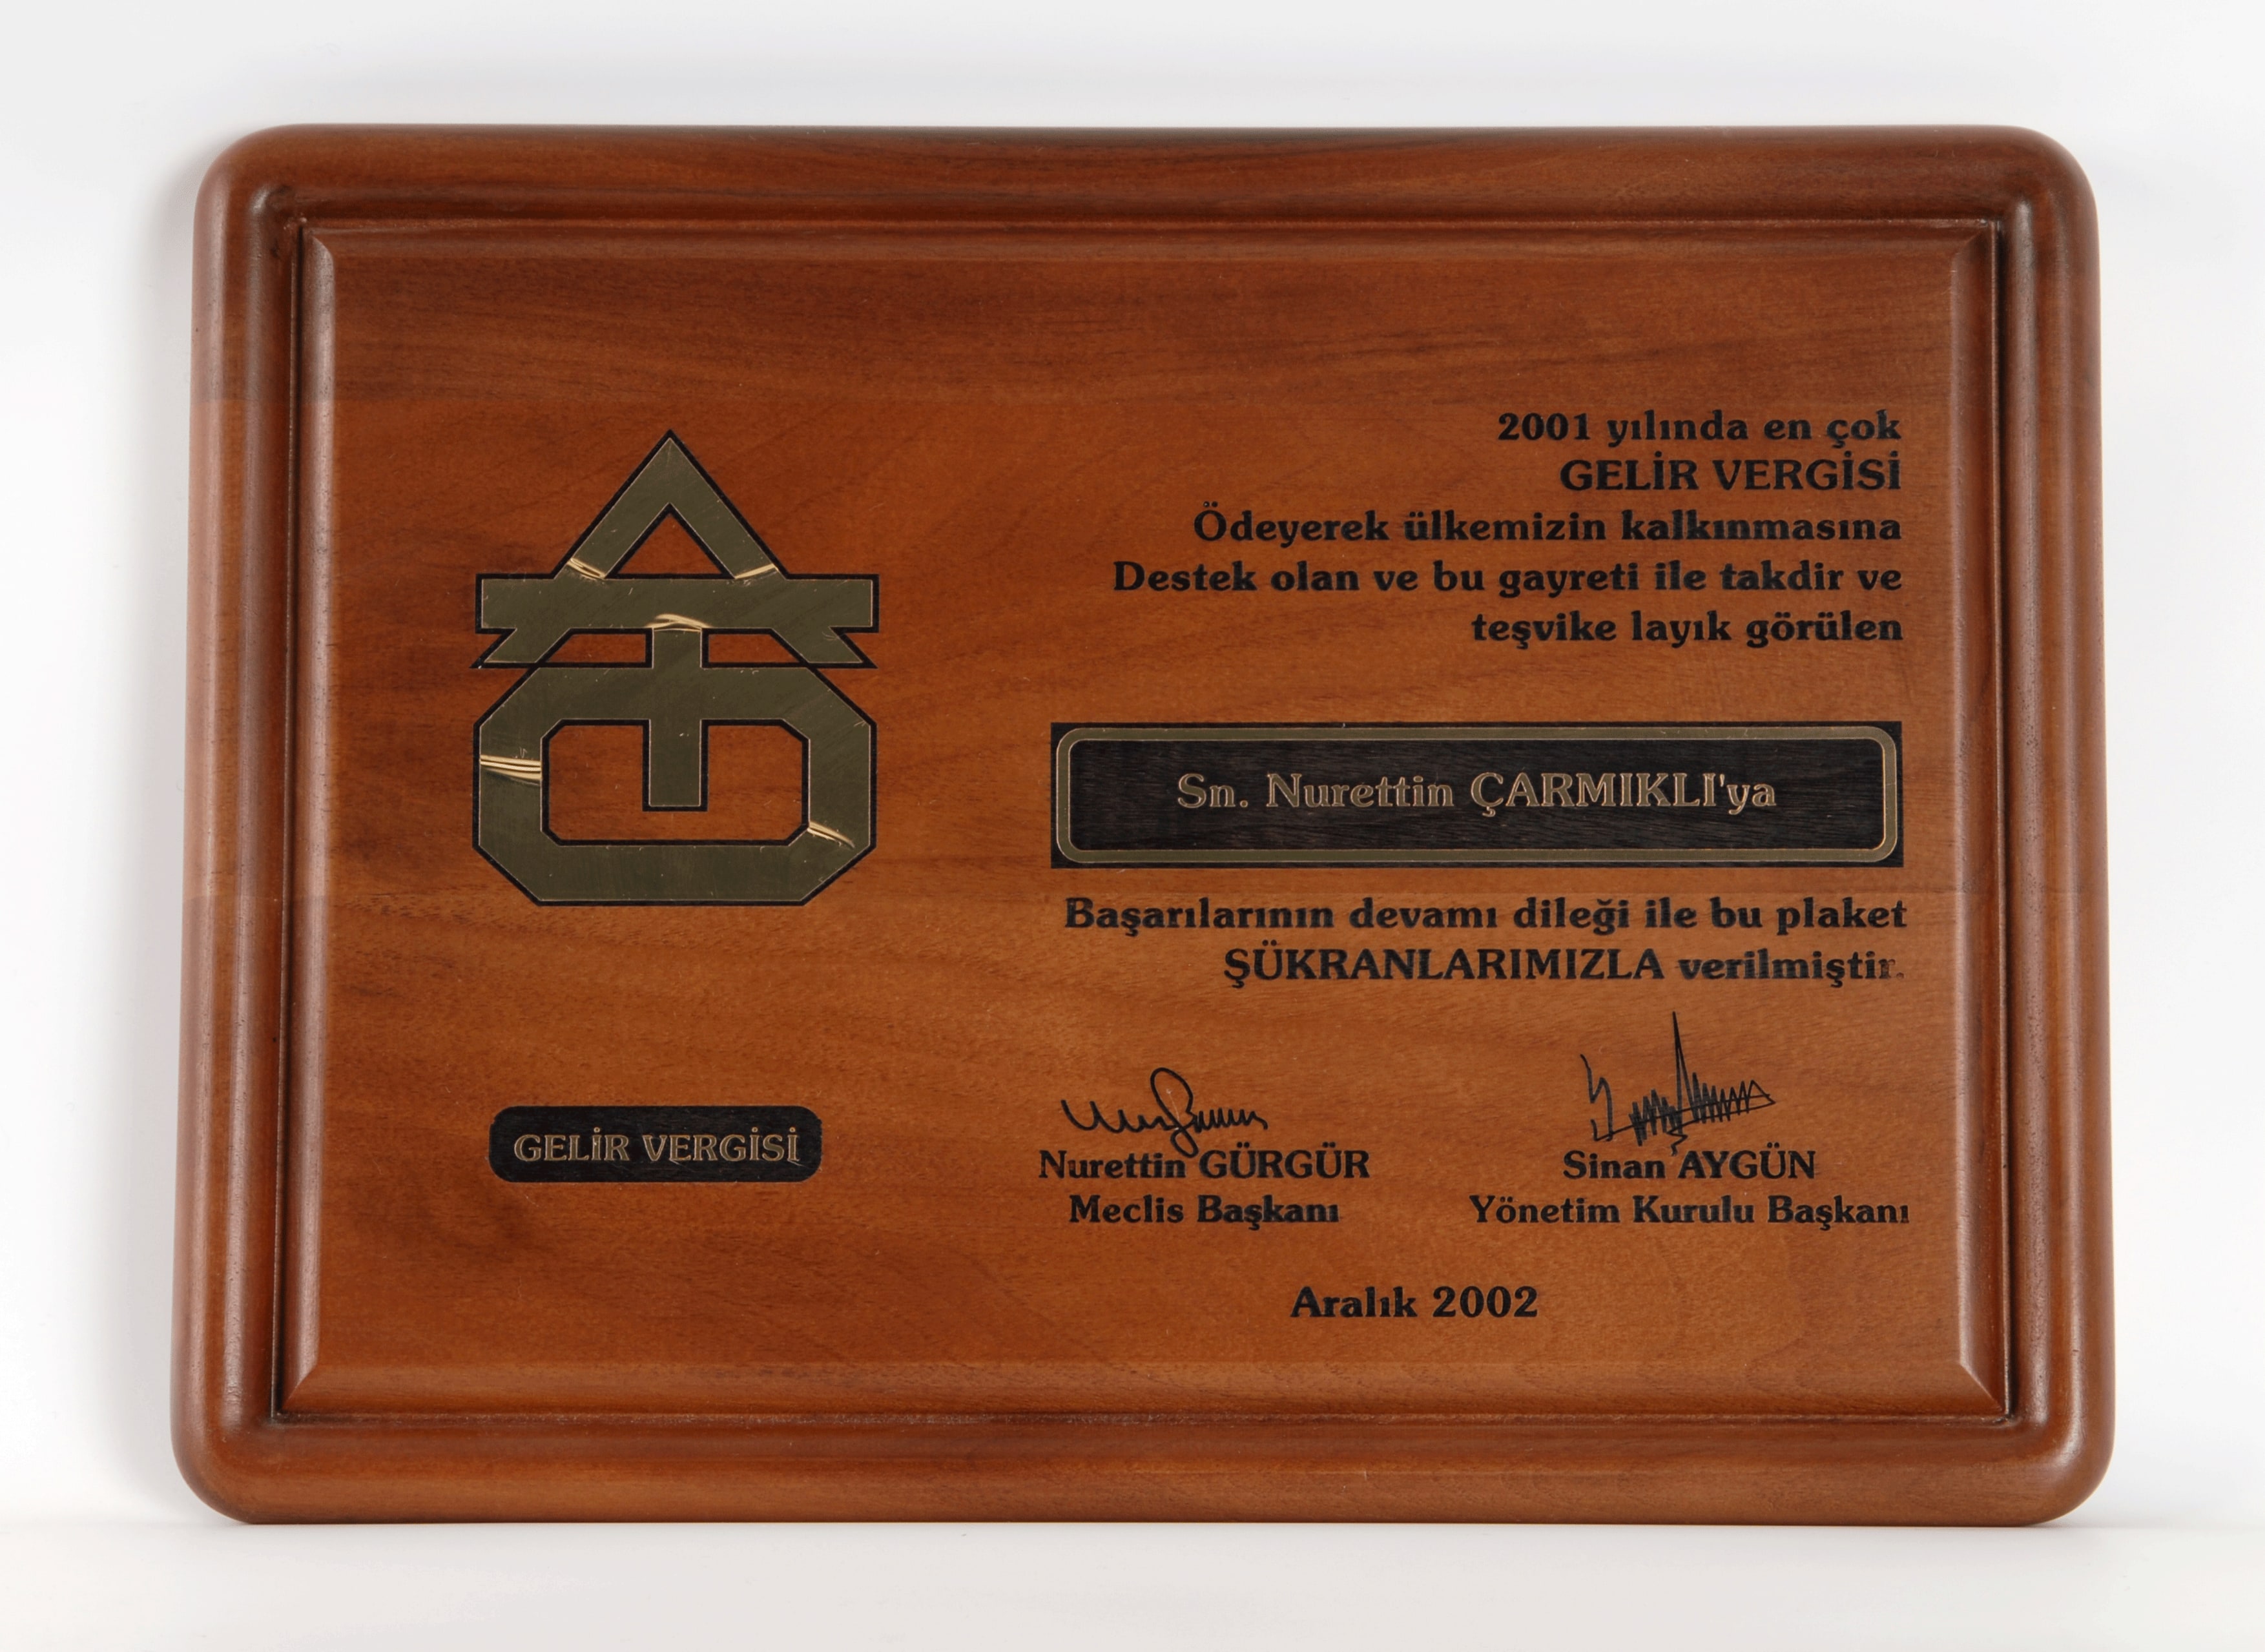 2001 yılında en çok
GELİR VERGİSİ
Ödeyerek ülkemizin kalkınmasına
Destek olan ve bu gayreti ile takdir ve
teşvike layık görülen
Sn. Nurettin ÇARMIKLI'ya
Başarılarının devamı dileği ile bu plaket
ŞÜKRANLARIMIZLA verilmiştir.
GELİR VERGİSİ
Nurettin GÜRGÜR
Meclis Başkanı
Sinan AYGÜN
Yönetim Kurulu Başkanı
Aralık 2002